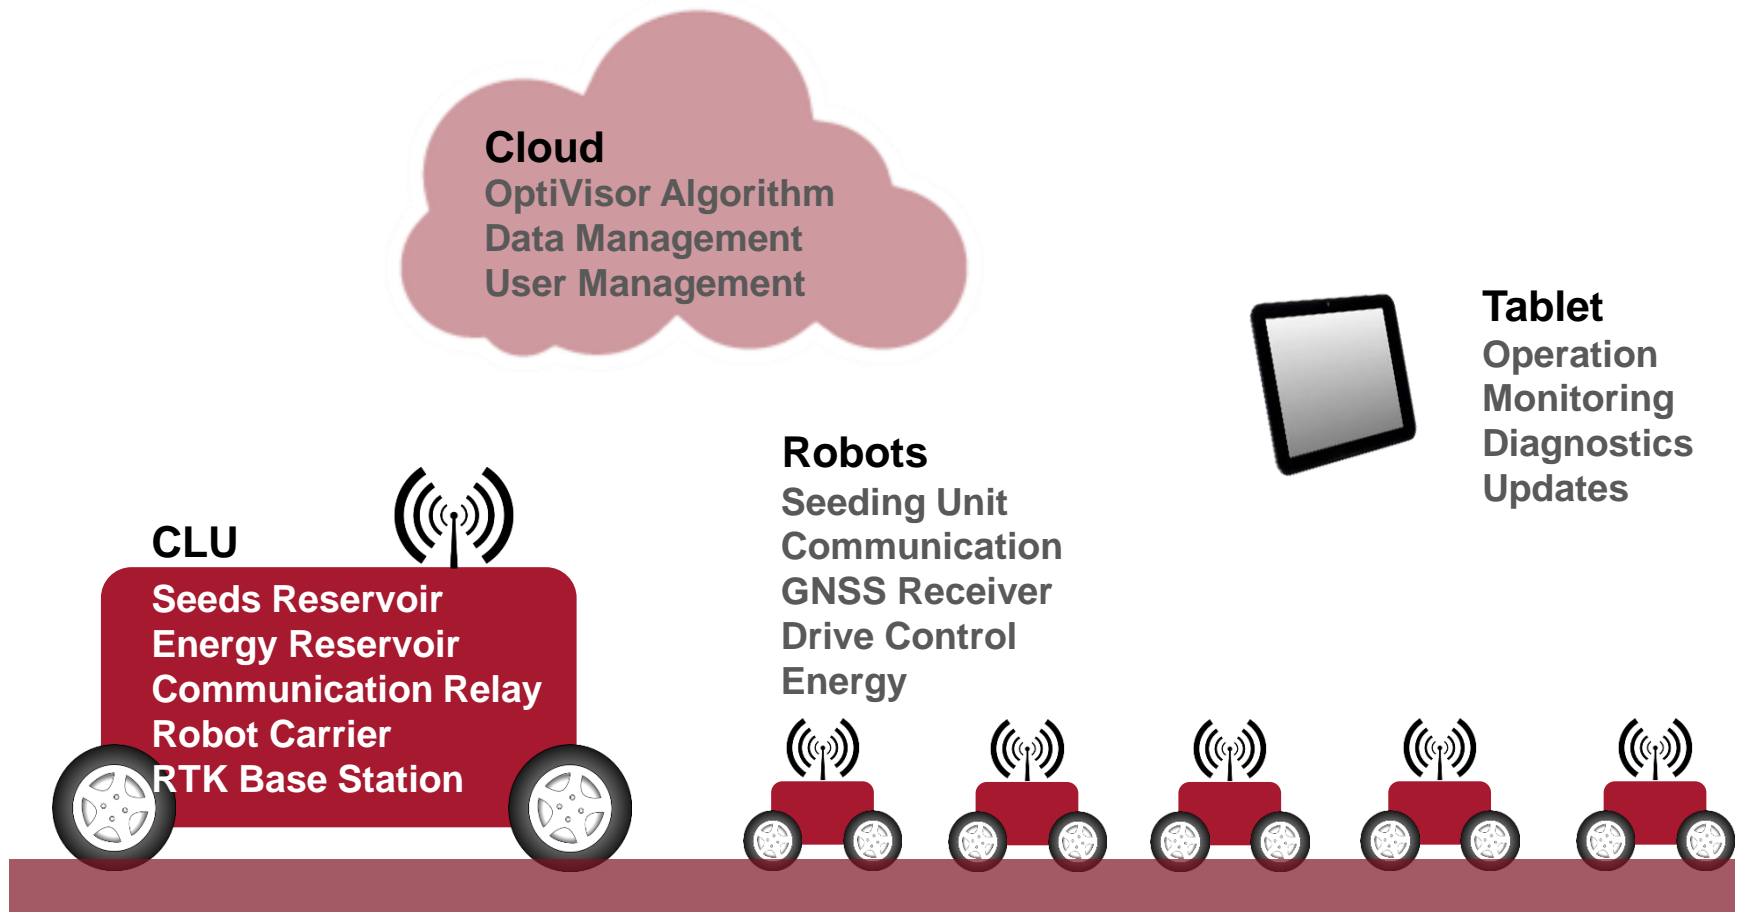 Cloud
OptiVisor Algorithm
Data Management
User Management
Tablet
Operation
Monitoring
Diagnostics
Updates
Robots
Seeding Unit
Communication
GNSS Receiver
Drive Control
Energy
CLU
Seeds Reservoir
Energy Reservoir
Communication Relay
Robot Carrier
RTK Base Station